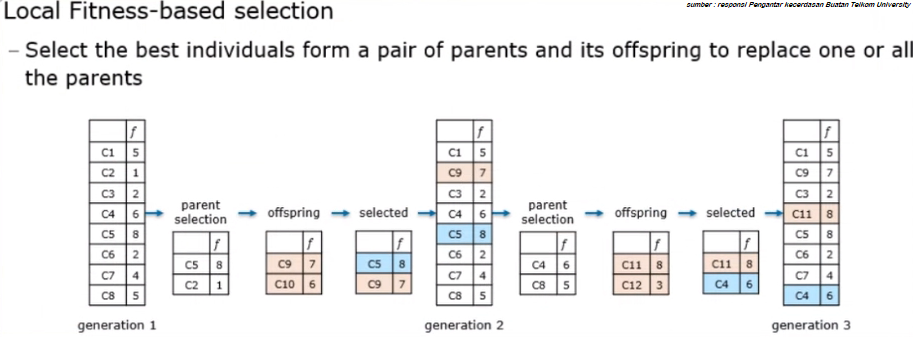 Local Fitness-based selection
sumber : responsi Pengantar kecerdasan Buatan Telkom University
– Select the best individuals form a pair of parents and its offspring to replace one or all
the parents
f
C1 5
C2 1
C3 2
C4 6
C5 8
C6 2
C7 4
C8 5
generation 1
parent
selection
f
C5 8
C2 1
offspring
f
C9 7
C10 6
selected
f
C5 8
C9 7
f
C1 5
C9 7
C3 2
C4 6
C5 8
C6 2
C7 4
C8 5
generation 2
parent
selection
f
C4 6
C8 5
offspring
f
C11 8
C12 3
selected
f
C11 8
C4 6
f
C1 5
C9 7
C3 2
C11 8
C5 8
C6 2
C7 4
C4 6
generation 3